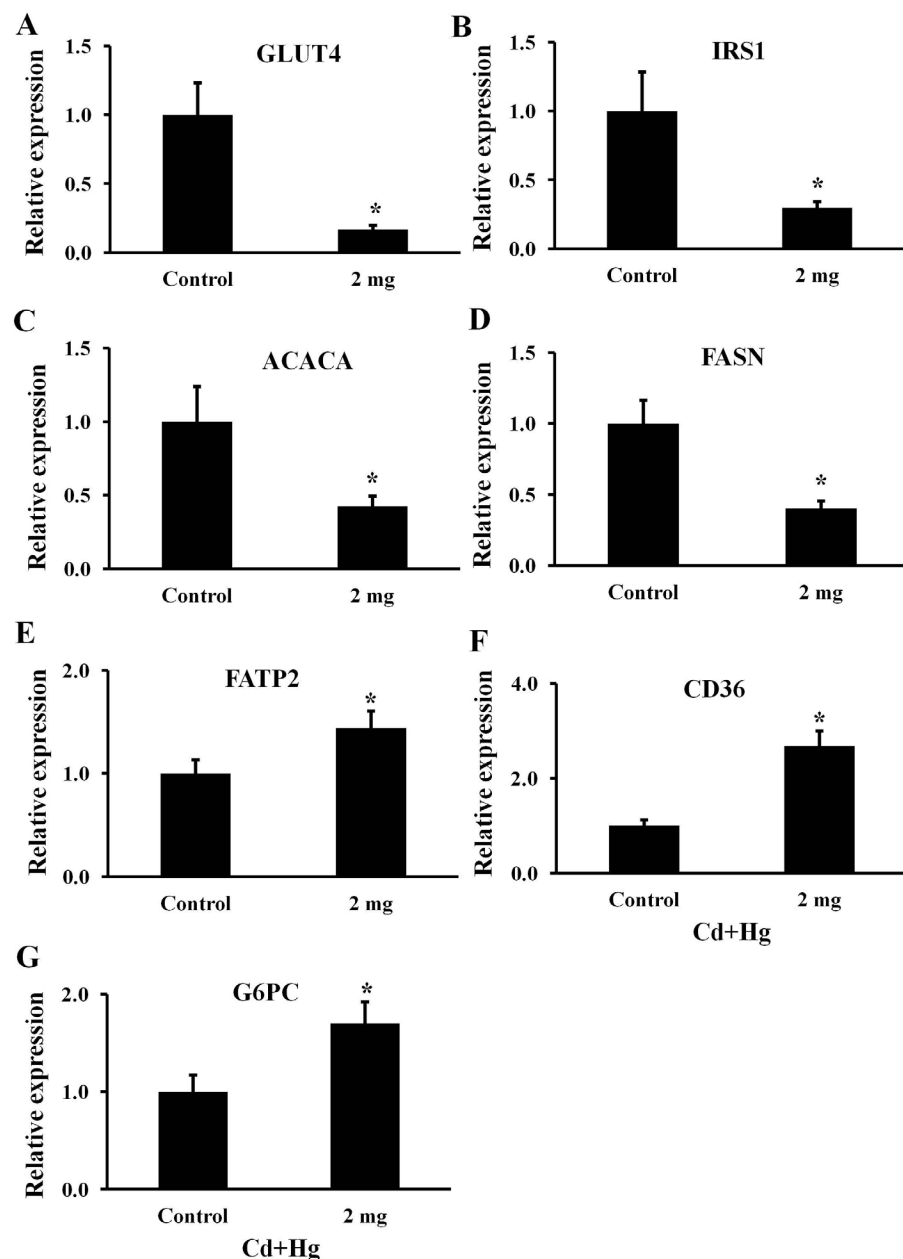 A
GLUT4
Relative expression
1.5
1.0
0.5
0.0
*
Control 2 mg
B
IRS1
Relative expression
1.5
1.0
0.5
0.0
*
Control 2 mg
C
ACACA
Relative expression
1.5
1.0
0.5
0.0
*
Control 2 mg
D
FASN
Relative expression
1.5
1.0
0.5
0.0
*
Control 2 mg
E
FATP2
Relative expression
2.0
1.0
0.0
*
Control 2 mg
F
CD36
Relative expression
4.0
2.0
0.0
*
Control 2 mg
Cd+Hg
G
G6PC
Relative expression
2.0
1.0
0.0
*
Control 2 mg
Cd+Hg